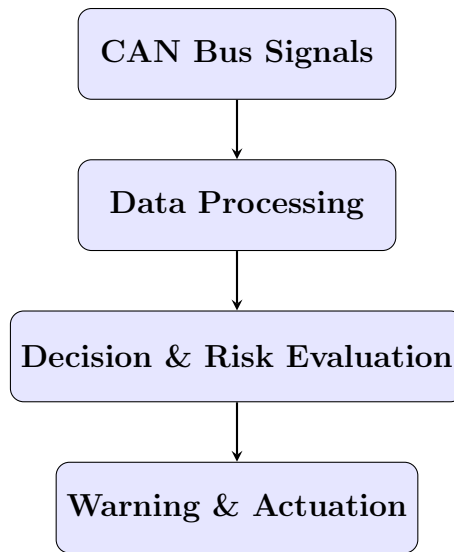 CAN Bus Signals
Data Processing
Decision & Risk Evaluation
Warning & Actuation